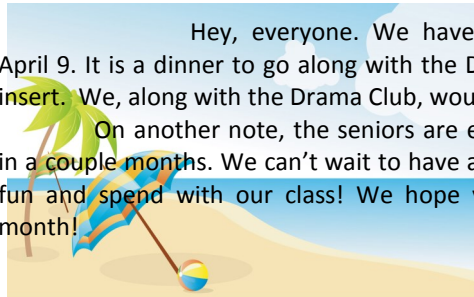 Hey, everyone. We have
April 9. It is a dinner to go along with the D
insert. We, along with the Drama Club, wou
On another note, the seniors are e
in a couple months. We can't wait to have a
fun and spend with our class! We hope
month!